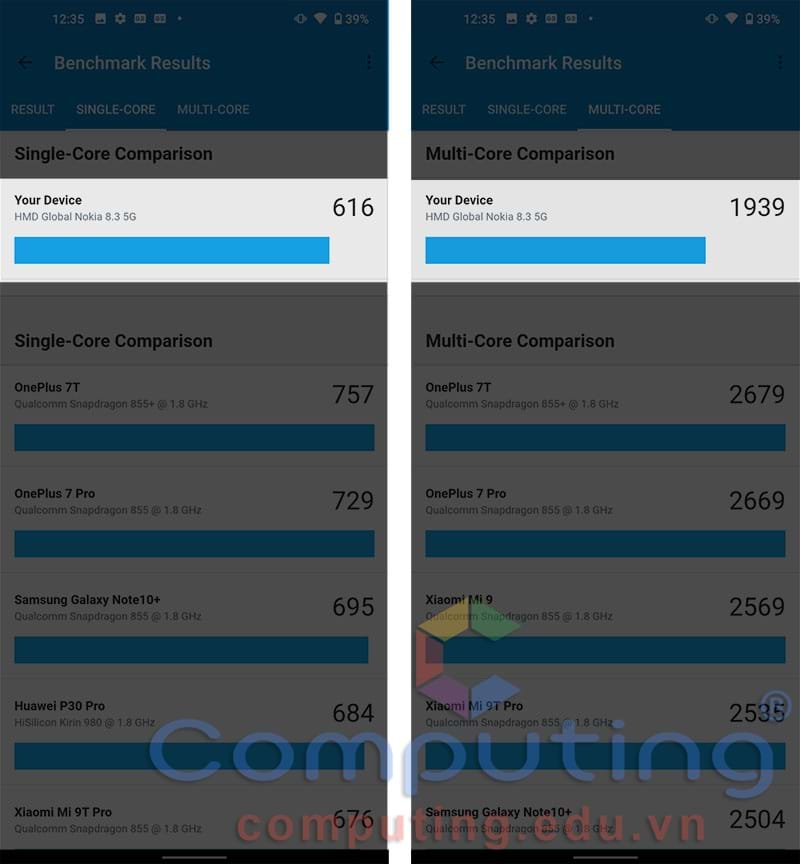 12:35
39%
Benchmark Results
RESULT SINGLE-CORE MULTI-CORE
Single-Core Comparison
Your Device
HMD Global Nokia 8.3 5G
616
Single-Core Comparison
OnePlus 7T
Qualcomm Snapdragon 855+ @ 1.8 GHz
757
OnePlus 7 Pro
Qualcomm Snapdragon 855 @ 1.8 GHz
729
Samsung Galaxy Note10+
Qualcomm Snapdragon 855 @ 1.8 GHz
695
Huawei P30 Pro
HiSilicon Kirin 980 @ 1.8 GHz
684
Xiaomi Mi 9T Pro
Qualcomm Snapdragon 855 @ 1.8 GHz
676
12:35
39%
Benchmark Results
RESULT SINGLE-CORE MULTI-CORE
Multi-Core Comparison
Your Device
HMD Global Nokia 8.3 5G
1939
Multi-Core Comparison
OnePlus 7T
Qualcomm Snapdragon 855+ @ 1.8 GHz
2679
OnePlus 7 Pro
Qualcomm Snapdragon 855 @ 1.8 GHz
2669
Xiaomi Mi 9
Qualcomm Snapdragon 855 @ 1.8 GHz
2569
Xiaomi Mi 9T Pro
Qualcomm Snapdragon 855 @ 1.8 GHz
2535
Samsung Galaxy Note10+
Qualcomm Snapdragon 855 @ 1.8 GHz
2504
Computing®
computing.edu.vn